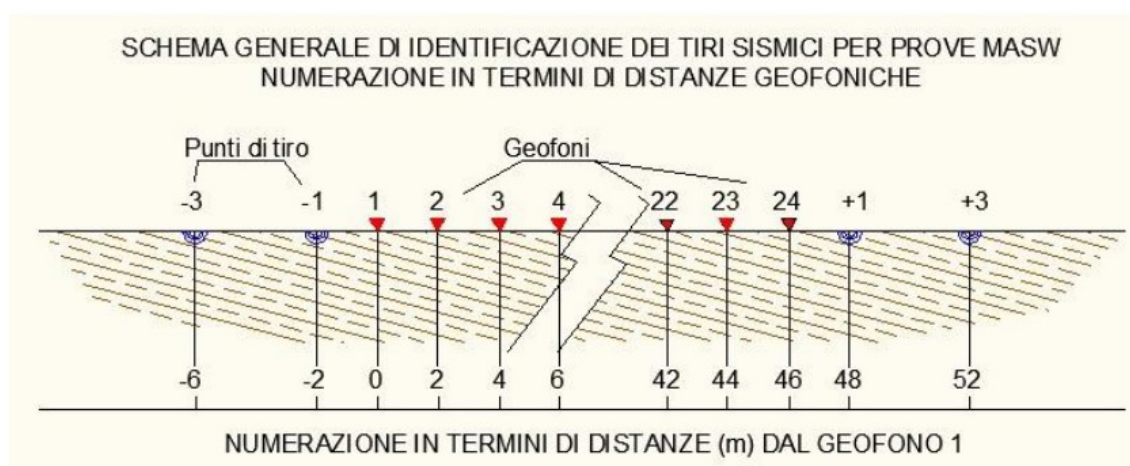 SCHEMA GENERALE DI IDENTIFICAZIONE DEI TIRI SISMICI PER PROVE MASW
NUMERAZIONE IN TERMINI DI DISTANZE GEOFONICHE
Punti di tiro Geofoni
-3 -1 1 2 3 4 22 23 24 +1 +3
-6 -2 0 2 4 6 42 44 46 48 52
NUMERAZIONE IN TERMINI DI DISTANZE (m) DAL GEOFONO 1